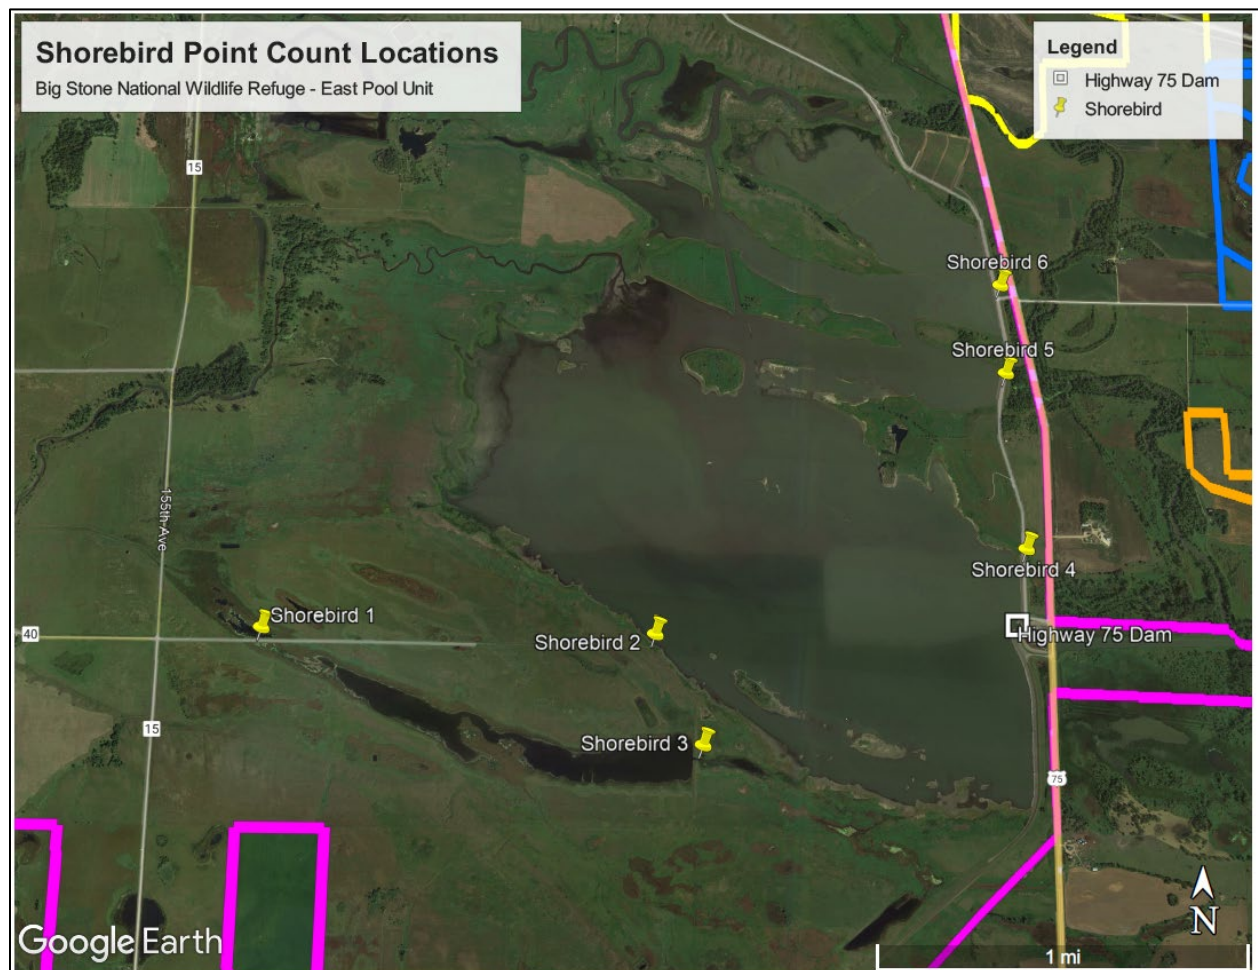 Shorebird Point Count Locations
Big Stone National Wildlife Refuge - East Pool Unit
Legend
Highway 75 Dam
Shorebird
15
Shorebird 6
Shorebird 5
155th Ave
Shorebird 4
Shorebird 1
40
Shorebird 2
Highway 75 Dam
15
Shorebird 3
75
N
Google Earth
1 mi